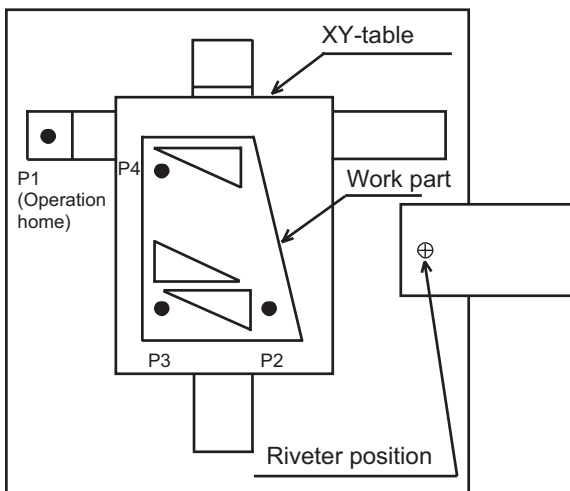 XY-table
P1
(Operation
home)
P4
Work part
P3
P2
Riveter position